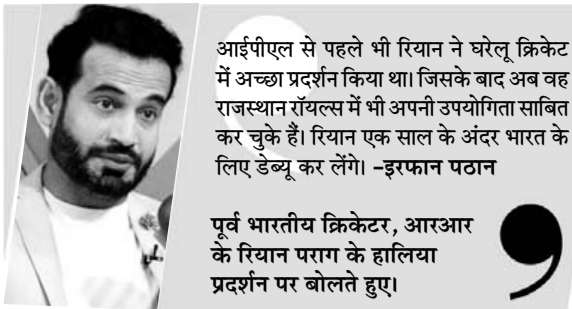 आईपीएल से पहले भी रियान ने घरेलू क्रिकेट
में अच्छा प्रदर्शन किया था। जिसके बाद अब वह
राजस्थान रॉयल्स में भी अपनी उपयोगिता साबित
कर चुके हैं। रियान एक साल के अंदर भारत के
लिए डेब्यू कर लेंगे। –इरफान पठान
पूर्व भारतीय क्रिकेटर, आरआर
के रियान पराग के हालिया
प्रदर्शन पर बोलते हुए।